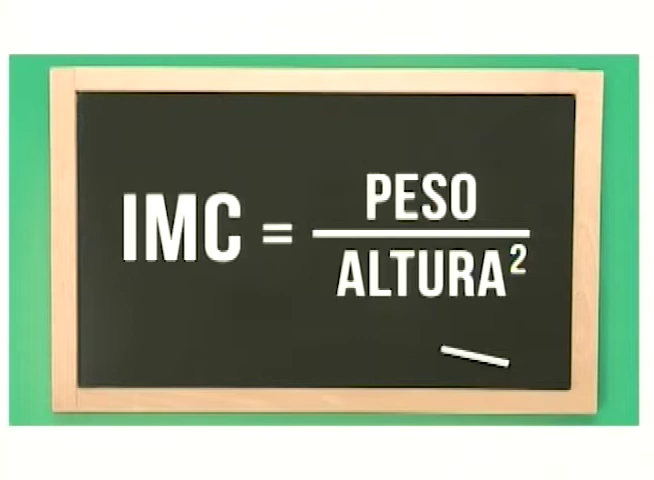 IMC = PESO
ALTURA²